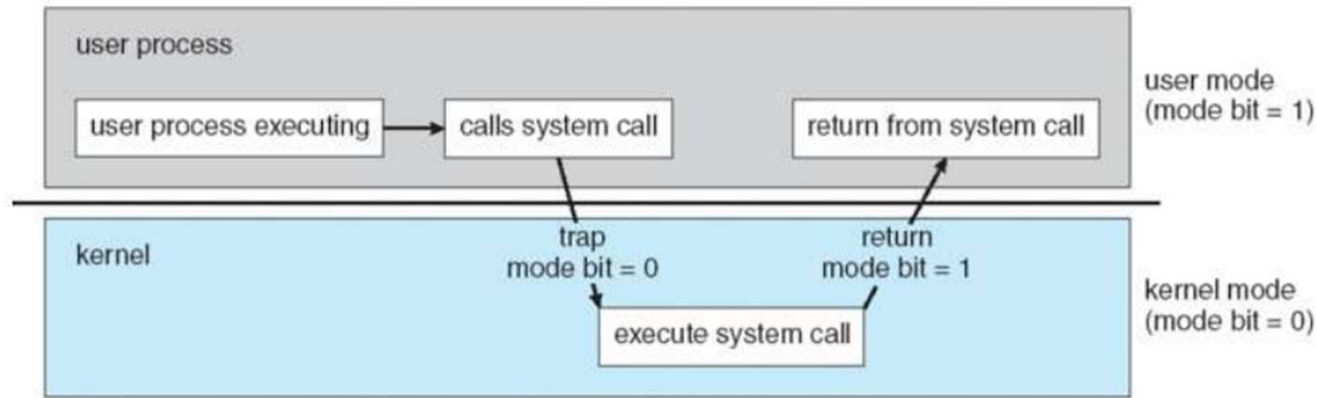 user process
user process executing
calls system call
return from system call
user mode
(mode bit = 1)
kernel
trap
mode bit = 0
return
mode bit = 1
execute system call
kernel mode
(mode bit = 0)